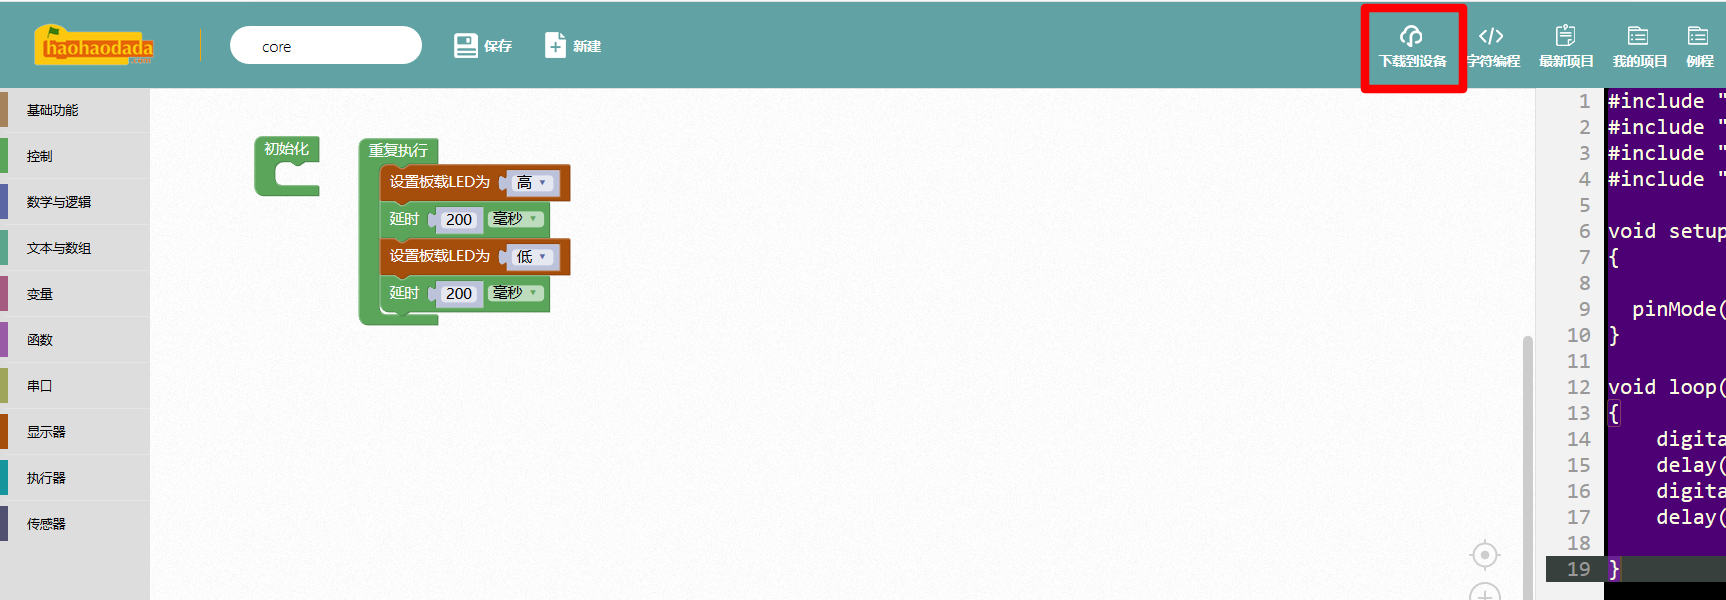 haohaodada
core
保存
新建
下载到设备
字符编程
最新项目
我的项目
例程
基础功能
控制
数学与逻辑
文本与数组
变量
函数
串口
显示器
执行器
传感器
初始化
重复执行
设置板载LED为 高
延时 200 毫秒
设置板载LED为 低
延时 200 毫秒
1 #include "
2 #include "
3 #include "
4 #include "
5
6 void setup
7 {
8
9 pinMode(
10 }
11
12 void loop(
13 {
14 digita
15 delay(
16 digita
17 delay(
18
19 }